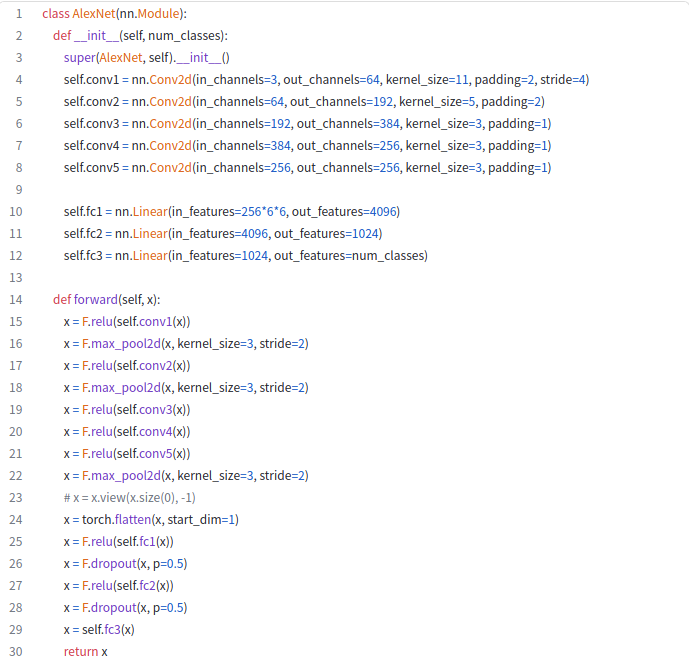 1 class AlexNet(nn.Module):
2 def __init__(self, num_classes):
3 super(AlexNet, self).__init__()
4 self.conv1 = nn.Conv2d(in_channels=3, out_channels=64, kernel_size=11, padding=2, stride=4)
5 self.conv2 = nn.Conv2d(in_channels=64, out_channels=192, kernel_size=5, padding=2)
6 self.conv3 = nn.Conv2d(in_channels=192, out_channels=384, kernel_size=3, padding=1)
7 self.conv4 = nn.Conv2d(in_channels=384, out_channels=256, kernel_size=3, padding=1)
8 self.conv5 = nn.Conv2d(in_channels=256, out_channels=256, kernel_size=3, padding=1)
9
10 self.fc1 = nn.Linear(in_features=256*6*6, out_features=4096)
11 self.fc2 = nn.Linear(in_features=4096, out_features=1024)
12 self.fc3 = nn.Linear(in_features=1024, out_features=num_classes)
13
14 def forward(self, x):
15 x = F.relu(self.conv1(x))
16 x = F.max_pool2d(x, kernel_size=3, stride=2)
17 x = F.relu(self.conv2(x))
18 x = F.max_pool2d(x, kernel_size=3, stride=2)
19 x = F.relu(self.conv3(x))
20 x = F.relu(self.conv4(x))
21 x = F.relu(self.conv5(x))
22 x = F.max_pool2d(x, kernel_size=3, stride=2)
23 # x = x.view(x.size(0), -1)
24 x = torch.flatten(x, start_dim=1)
25 x = F.relu(self.fc1(x))
26 x = F.dropout(x, p=0.5)
27 x = F.relu(self.fc2(x))
28 x = F.dropout(x, p=0.5)
29 x = self.fc3(x)
30 return x